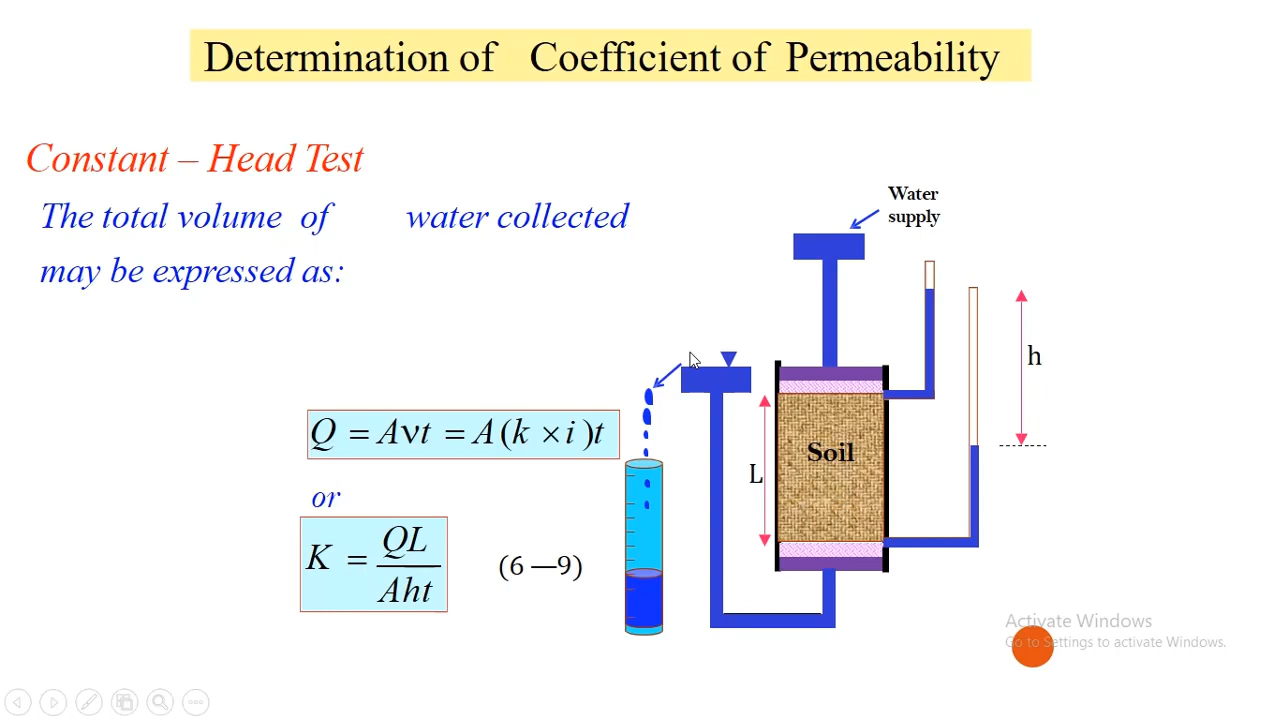 Determination of Coefficient of Permeability
Constant – Head Test
The total volume of water collected
may be expressed as:
Water
supply
h
Q = Aνt = A(k × i)t
Soil
L
or
K = QL / Aht
(6 —9)
Activate Windows
Go to Settings to activate Windows.